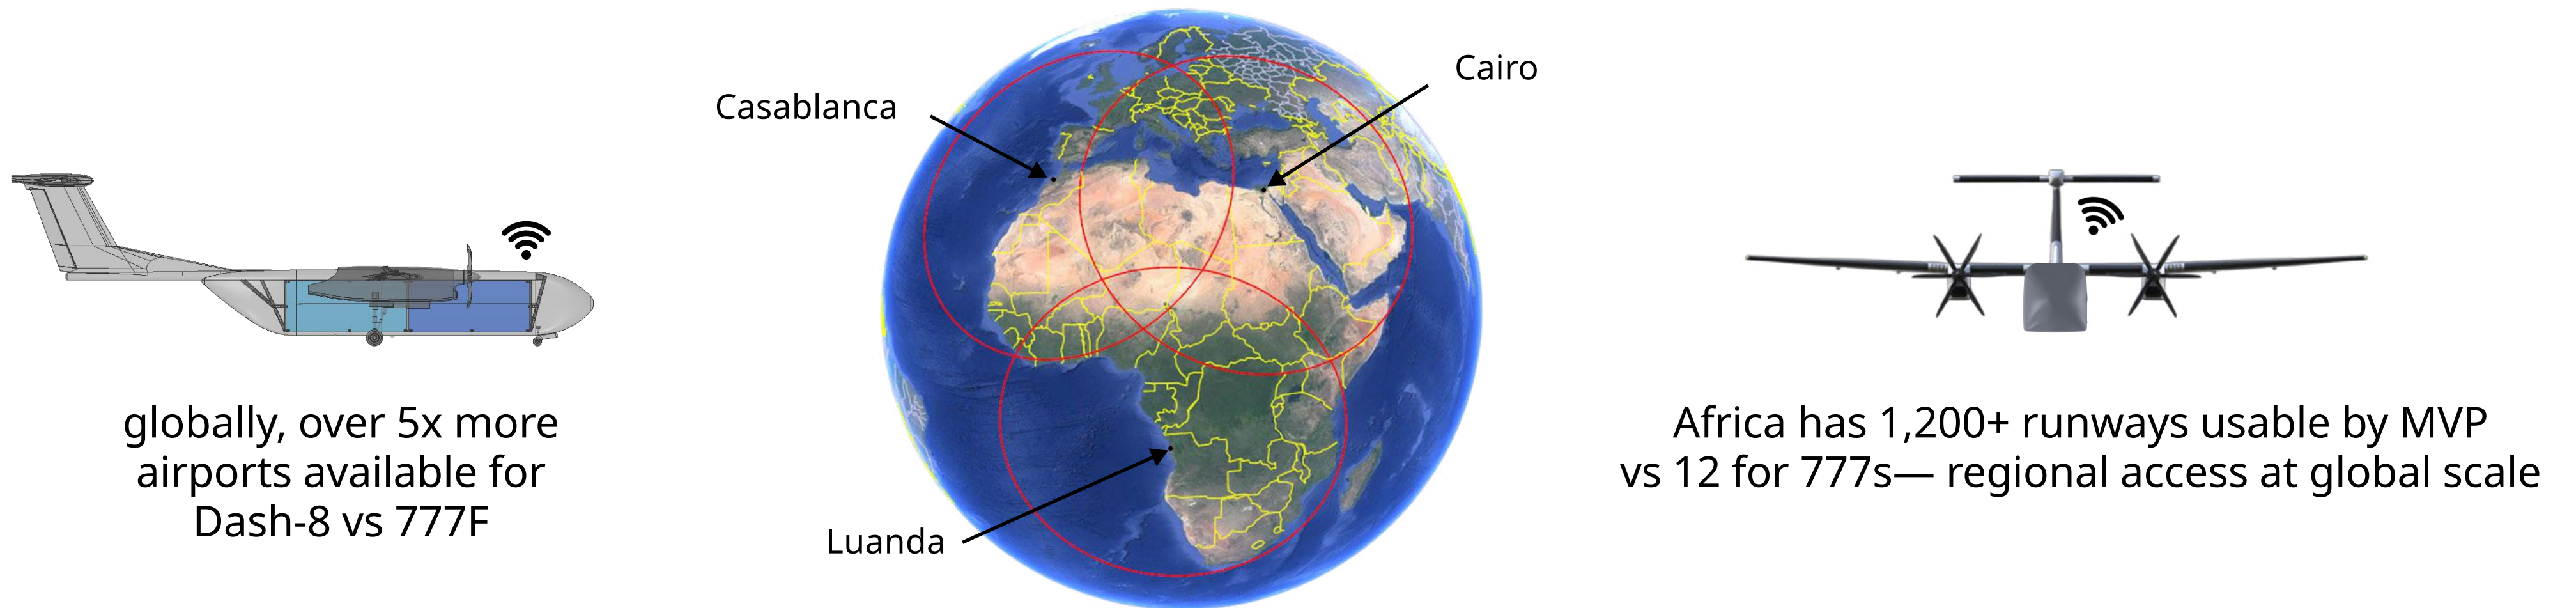 globally, over 5x more
airports available for
Dash-8 vs 777F
Casablanca
Cairo
Luanda
Africa has 1,200+ runways usable by MVP
vs 12 for 777s— regional access at global scale